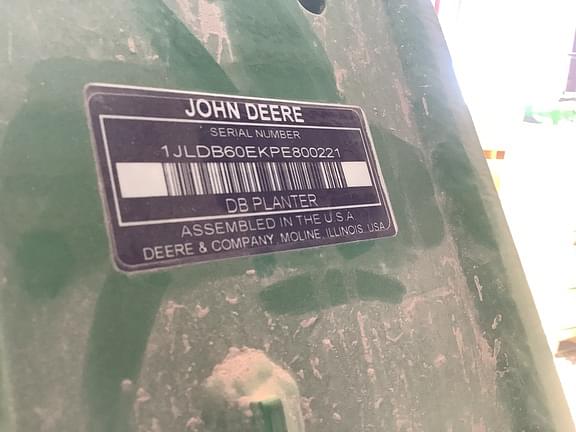 JOHN DEERE
SERIAL NUMBER
1JLDB60EKPE800221
DB PLANTER
ASSEMBLED IN THE U.S.A
DEERE & COMPANY, MOLINE, ILLINOIS, USA